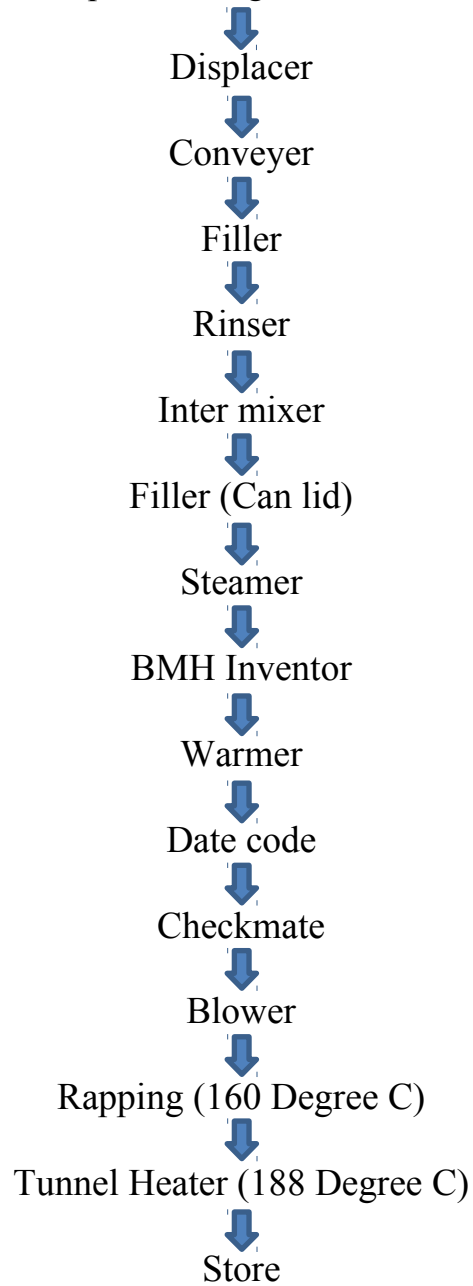 Displacer
Conveyer
Filler
Rinser
Inter mixer
Filler (Can lid)
Steamer
BMH Inventor
Warmer
Date code
Checkmate
Blower
Rapping (160 Degree C)
Tunnel Heater (188 Degree C)
Store